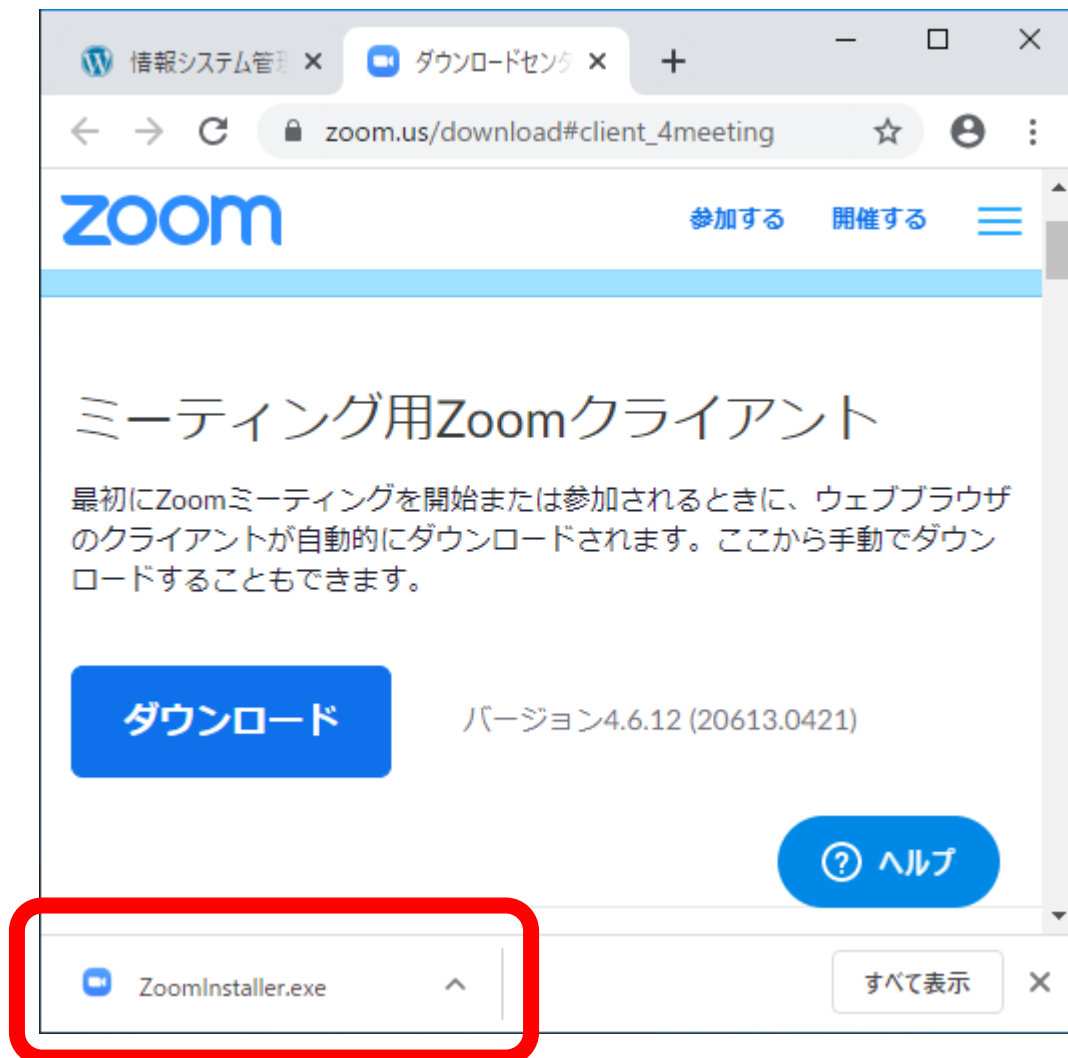 情報システム管理
ダウンロードセンタ
zoom.us/download#client_4meeting
zoom
参加する
開催する
ミーティング用Zoomクライアント
最初にZoomミーティングを開始または参加されるときに、ウェブブラウザ
のクライアントが自動的にダウンロードされます。ここから手動でダウン
ロードすることもできます。
ダウンロード
バージョン4.6.12 (20613.0421)
ヘルプ
ZoomInstaller.exe
すべて表示